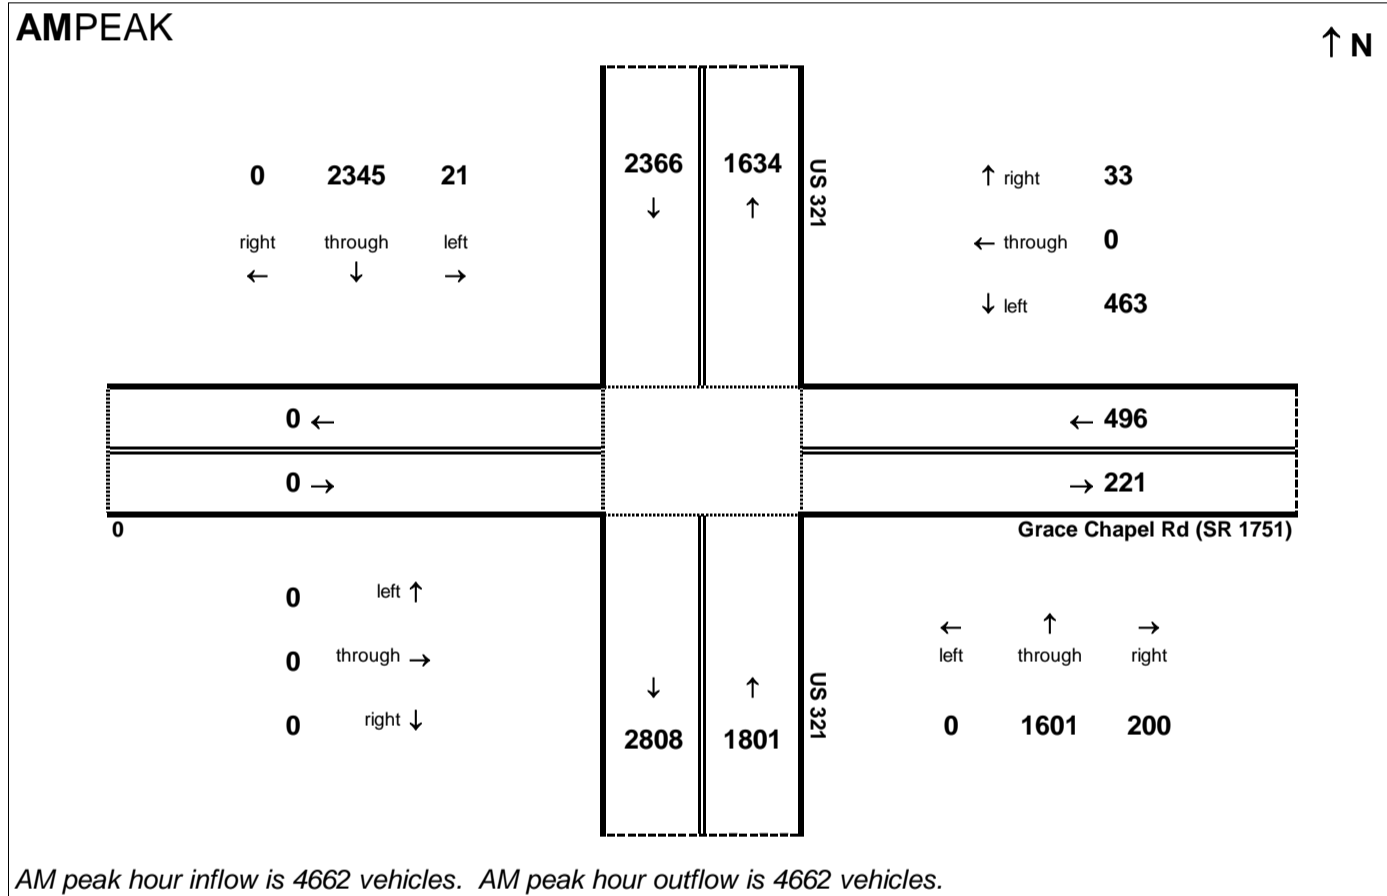 AMPEAK
↑ N
0 2345 21
right through left
← ↓ →
2366 1634
↓ ↑
US 321
↑ right 33
← through 0
↓ left 463
0 ←
← 496
0 →
→ 221
0
Grace Chapel Rd (SR 1751)
0 left ↑
0 through →
0 right ↓
↓ ↑
2808 1801
US 321
← ↑ →
left through right
0 1601 200
AM peak hour inflow is 4662 vehicles. AM peak hour outflow is 4662 vehicles.